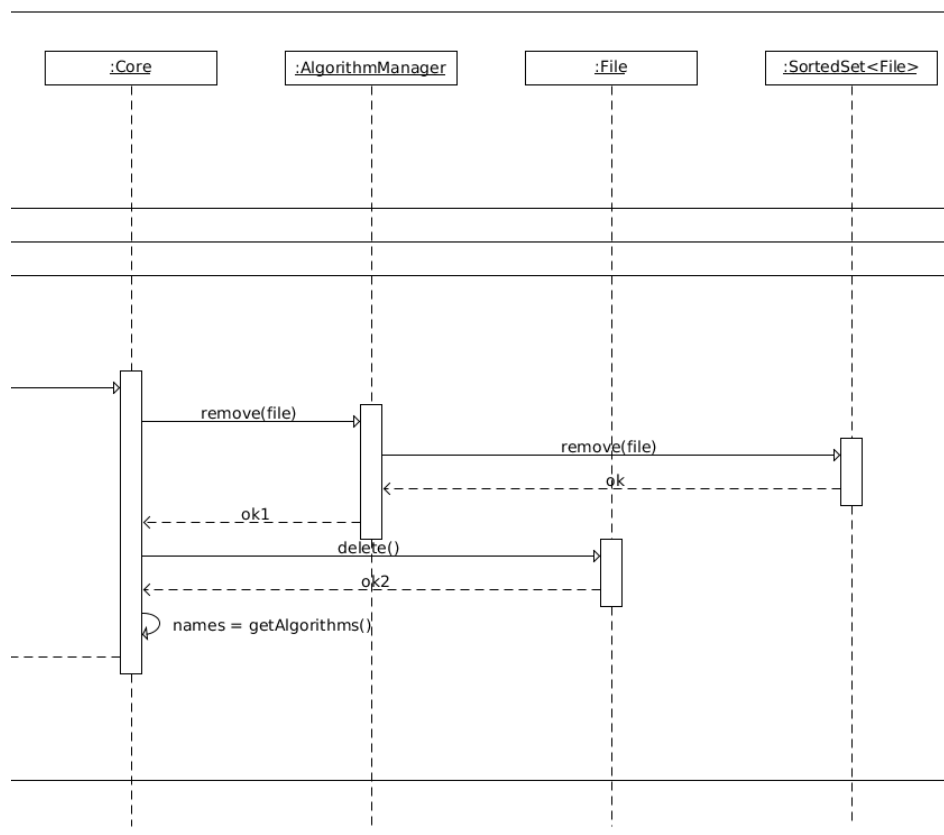 :Core
:AlgorithmManager
:File
:SortedSet<File>
remove(file)
remove(file)
ok
ok1
delete()
ok2
names = getAlgorithms()